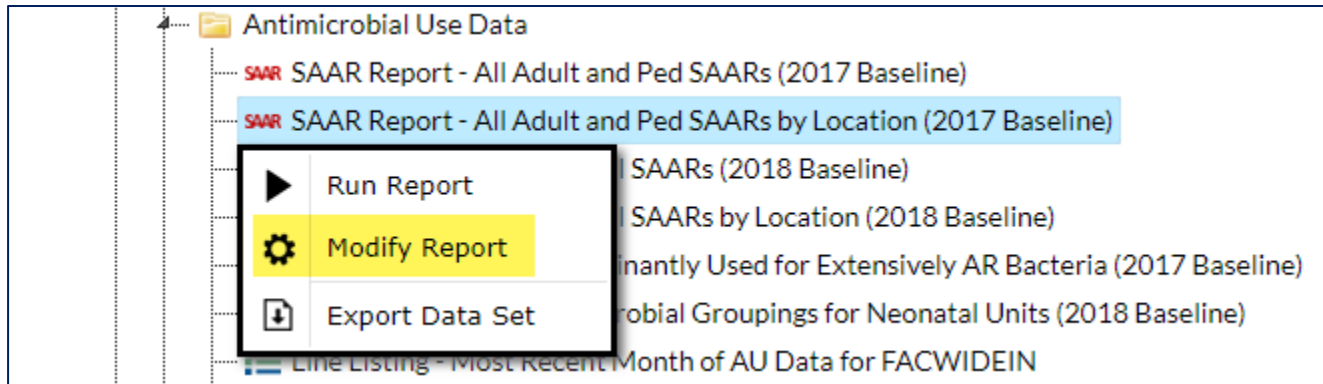 Antimicrobial Use Data
SAAR SAAR Report - All Adult and Ped SAARs (2017 Baseline)
SAAR SAAR Report - All Adult and Ped SAARs by Location (2017 Baseline)
SAARs (2018 Baseline)
Run Report
SAARs by Location (2018 Baseline)
Modify Report
inantly Used for Extensively AR Bacteria (2017 Baseline)
Export Data Set
robial Groupings for Neonatal Units (2018 Baseline)
Line Listing - Most Recent Month of AU Data for FACWIDEIN